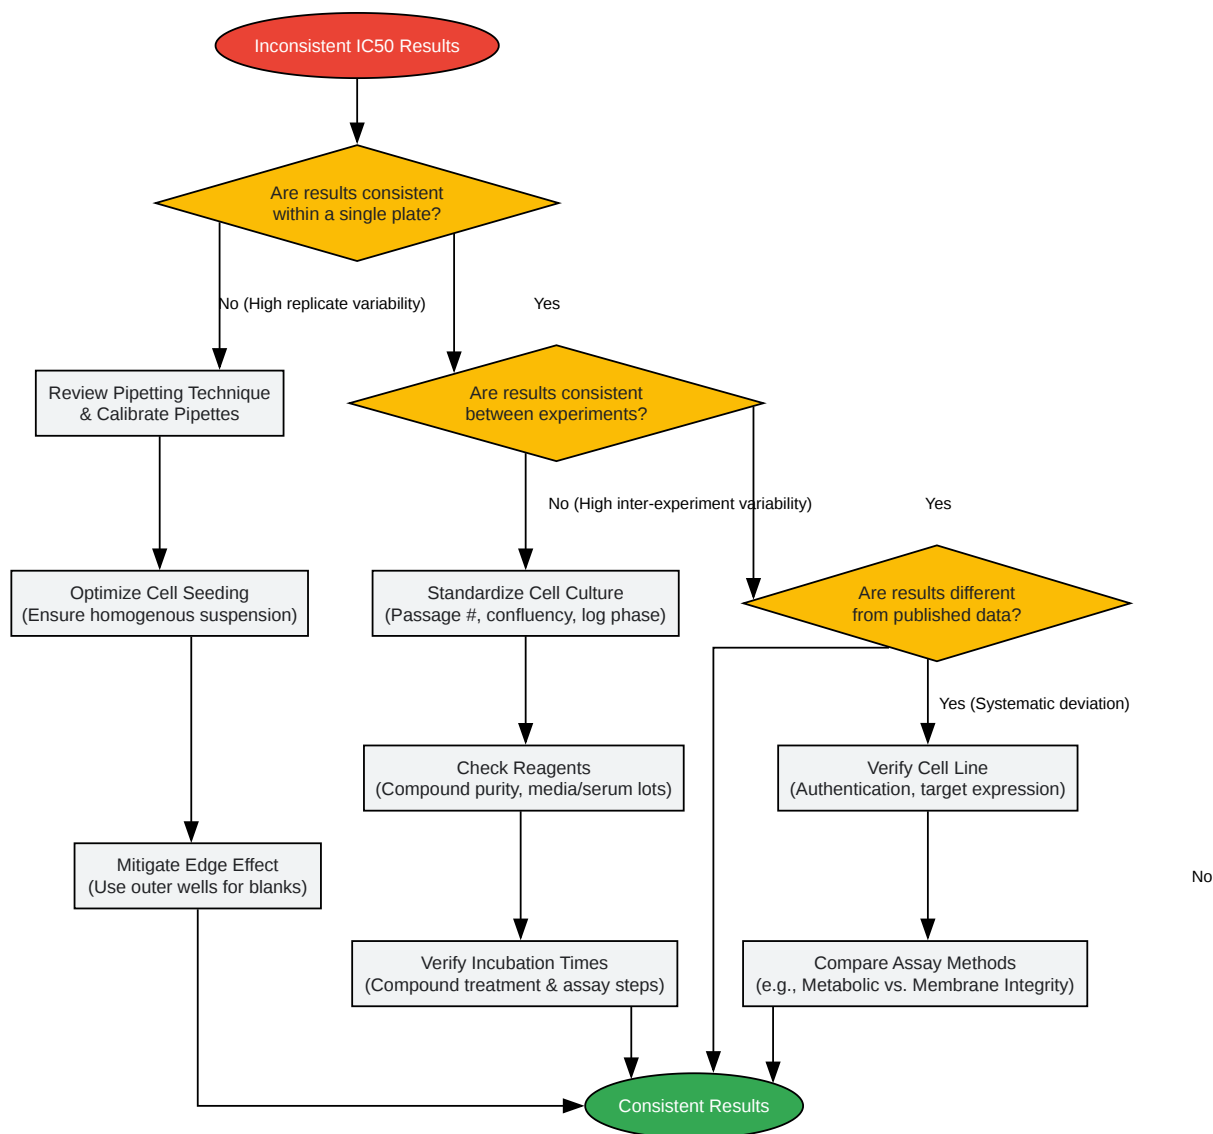 Inconsistent IC50 Results
Are results consistent
within a single plate?
No (High replicate variability)
Yes
Review Pipetting Technique
& Calibrate Pipettes
Are results consistent
between experiments?
No (High inter-experiment variability)
Yes
Optimize Cell Seeding
(Ensure homogenous suspension)
Standardize Cell Culture
(Passage #, confluency, log phase)
Are results different
from published data?
Yes (Systematic deviation)
Check Reagents
(Compound purity, media/serum lots)
Verify Cell Line
(Authentication, target expression)
Mitigate Edge Effect
(Use outer wells for blanks)
No
Verify Incubation Times
(Compound treatment & assay steps)
Compare Assay Methods
(e.g., Metabolic vs. Membrane Integrity)
Consistent Results